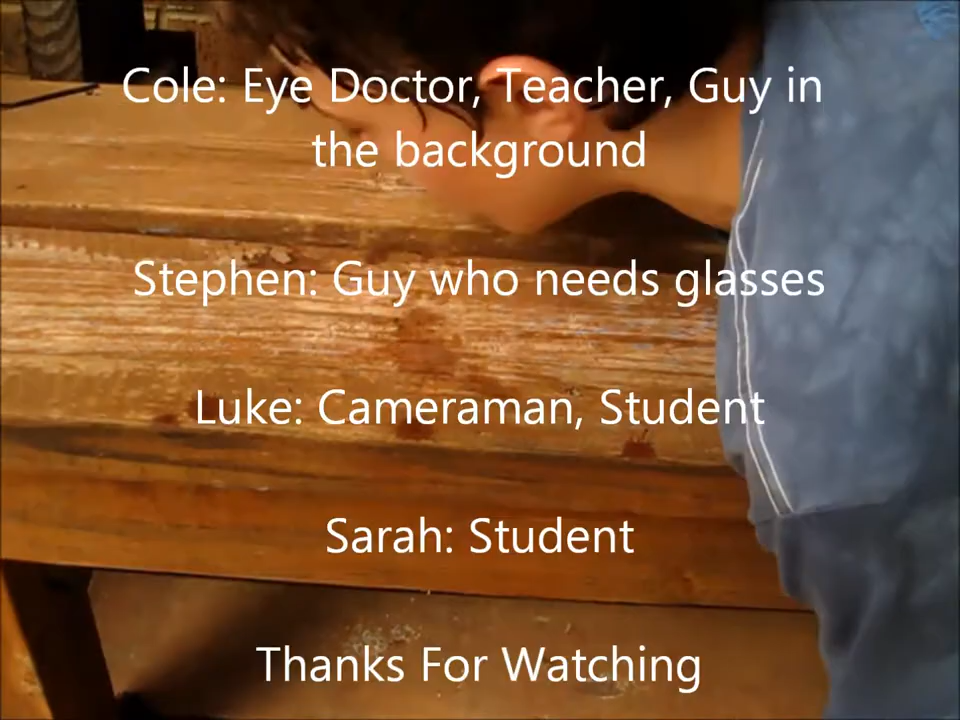 Cole: Eye Doctor, Teacher, Guy in
the background
Stephen: Guy who needs glasses
Luke: Cameraman, Student
Sarah: Student
Thanks For Watching